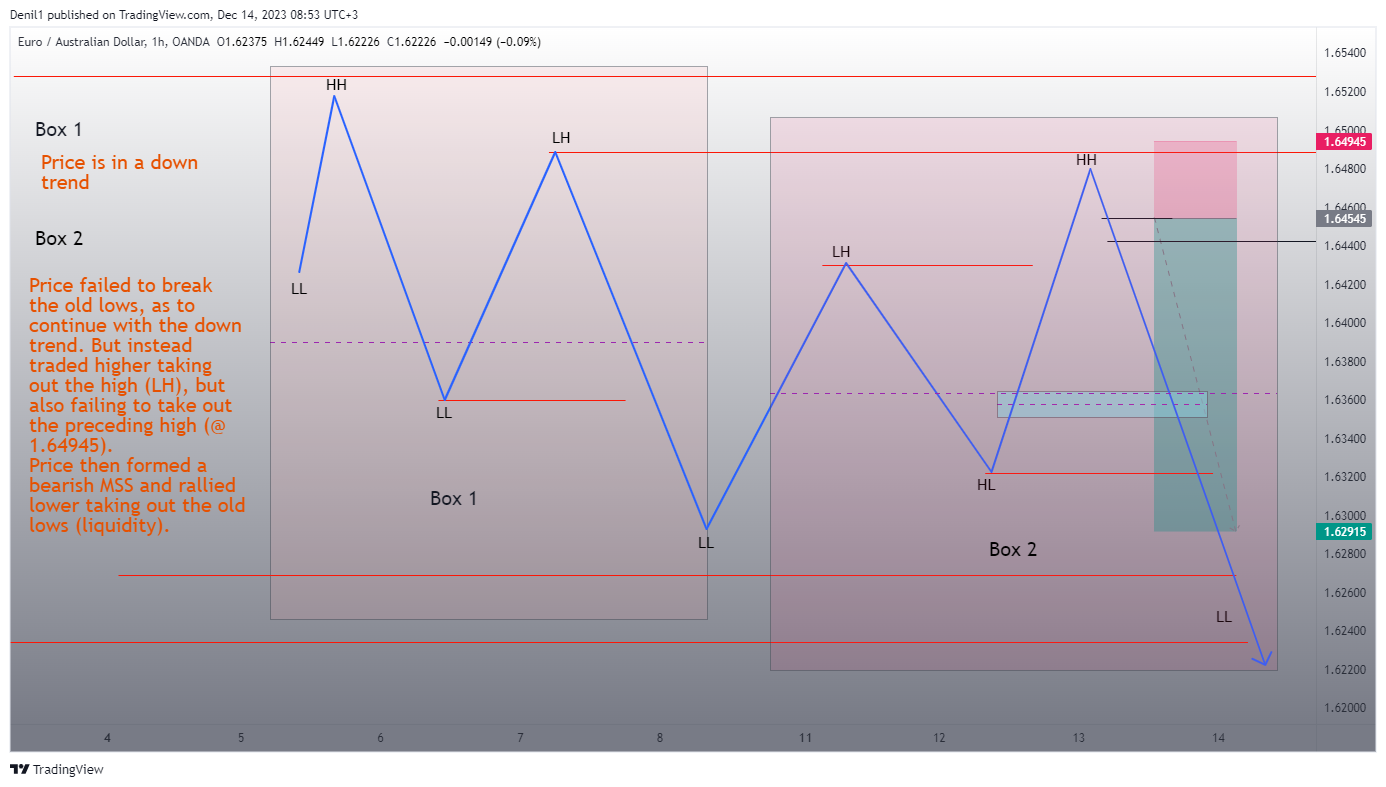 Denil1 published on TradingView.com, Dec 14, 2023 08:53 UTC+3
Euro / Australian Dollar, 1h, OANDA O1.62375 H1.62449 L1.62226 C1.62226 −0.00149 (−0.09%)
Box 1
Price is in a down
trend
Box 2
Price failed to break
the old lows, as to
continue with the down
trend. But instead
traded higher taking
out the high (LH), but
also failing to take out
the preceding high (@
1.64945).
Price then formed a
bearish MSS and rallied
lower taking out the old
lows (liquidity).
HH
LL
LH
LL
Box 1
LL
LH
HH
HL
Box 2
LL
1.65400
1.65200
1.65000
1.64945
1.64800
1.64600
1.64545
1.64400
1.64200
1.64000
1.63800
1.63600
1.63400
1.63200
1.63000
1.62915
1.62800
1.62600
1.62400
1.62200
1.62000
4 5 6 7 8 11 12 13 14
TradingView